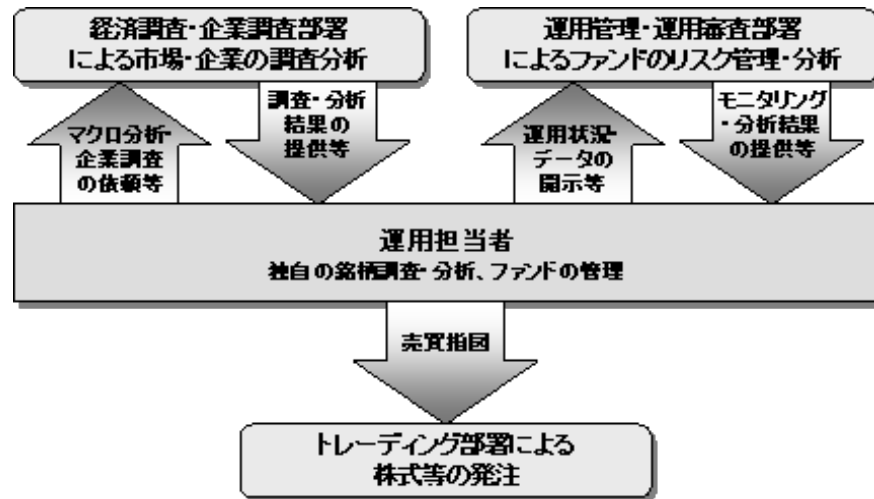 経済調査・企業調査部署
による市場・企業の調査分析
運用管理・運用審査部署
によるファンドのリスク管理・分析
マクロ分析・
企業調査
の依頼等
調査・分析
結果の
提供等
運用状況・
データの
開示等
モニタリング
・分析結果
の提供等
運用担当者
独自の銘柄調査・分析、ファンドの管理
売買指図
トレーディング部署による
株式等の発注